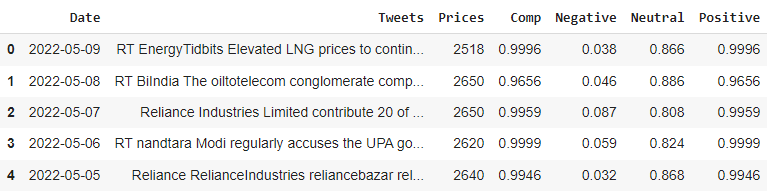 Date Tweets Prices Comp Negative Neutral Positive
0 2022-05-09 RT EnergyTidbits Elevated LNG prices to contin... 2518 0.9996 0.038 0.866 0.9996
1 2022-05-08 RT BiIndia The oiltotelecom conglomerate comp... 2650 0.9656 0.046 0.886 0.9656
2 2022-05-07 Reliance Industries Limited contribute 20 of ... 2650 0.9959 0.087 0.808 0.9959
3 2022-05-06 RT nandtara Modi regularly accuses the UPA go... 2620 0.9999 0.059 0.824 0.9999
4 2022-05-05 Reliance RelianceIndustries reliancebazar rel... 2640 0.9946 0.032 0.868 0.9946